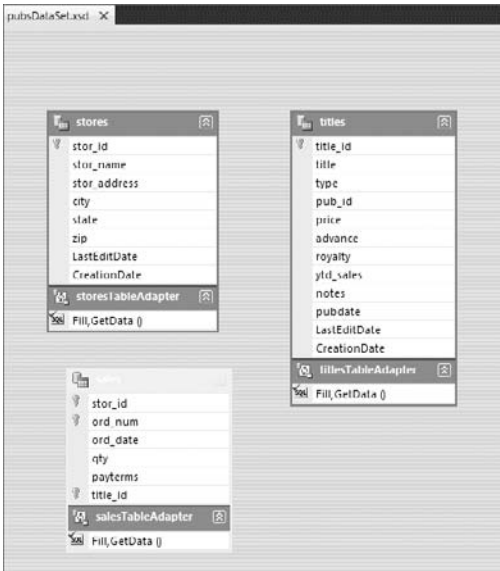 pubsDataSet.xsd X
stores
stor_id
stor_name
stor_address
city
state
zip
LastEditDate
CreationDate
storesTableAdapter
Fill,GetData ()
titles
title_id
title
type
pub_id
price
advance
royalty
ytd_sales
notes
pubdate
LastEditDate
CreationDate
titlesTableAdapter
SQL Fill,GetData ()
stor_id
ord_num
ord_date
qty
payterms
title_id
salesTableAdapter
SQL Fill,GetData ()